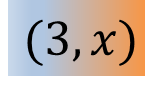 (3, x)